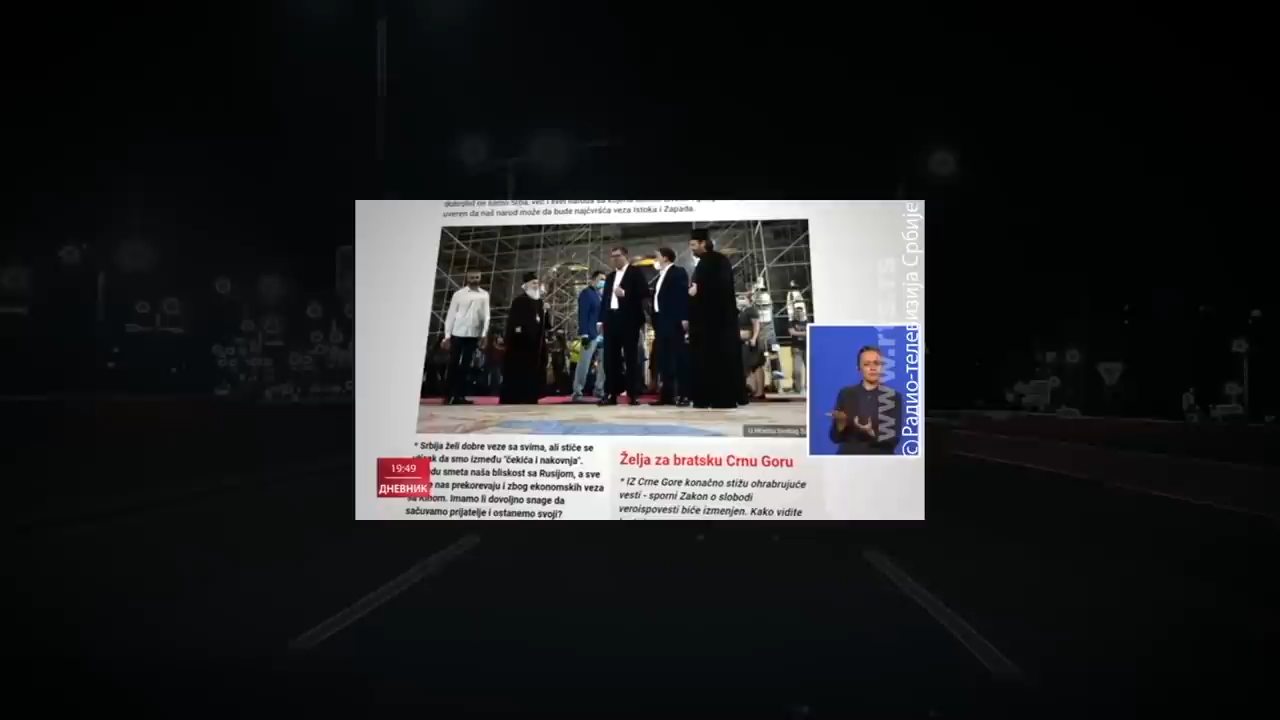 uveren da naš narod može da bude najčvršća veza Istoka i Zapada.
* Srbija želi dobre veze sa svima, ali stiče se
da smo između "čekića i nakovnja".
smeta naša bliskost sa Rusijom, a sve
nas prekorevaju i zbog ekonomskih veza
sa Kinom. Imamo li dovoljno snage da
sačuvamo prijatelje i ostanemo svoji?
Želja za bratsku Crnu Goru
* IZ Crne Gore konačno stižu ohrabrujuće
vesti - sporni Zakon o slobodi
veroispovesti biće izmenjen. Kako vidite
19:49
ДНЕВНИК
© Радио-телевизија Србије